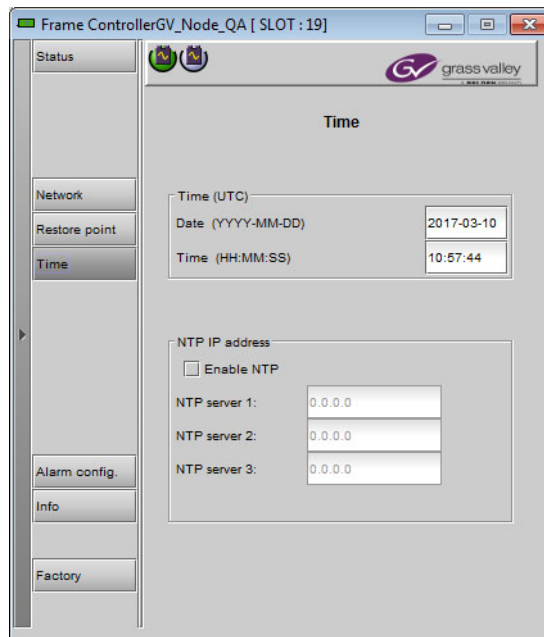 Frame ControllerGV_Node_QA [ SLOT : 19]
Status
grass valley
Time
Network
Restore point
Time
Time (UTC)
Date (YYYY-MM-DD) 2017-03-10
Time (HH:MM:SS) 10:57:44
NTP IP address
Enable NTP
NTP server 1: 0.0.0.0
NTP server 2: 0.0.0.0
NTP server 3: 0.0.0.0
Alarm config.
Info
Factory